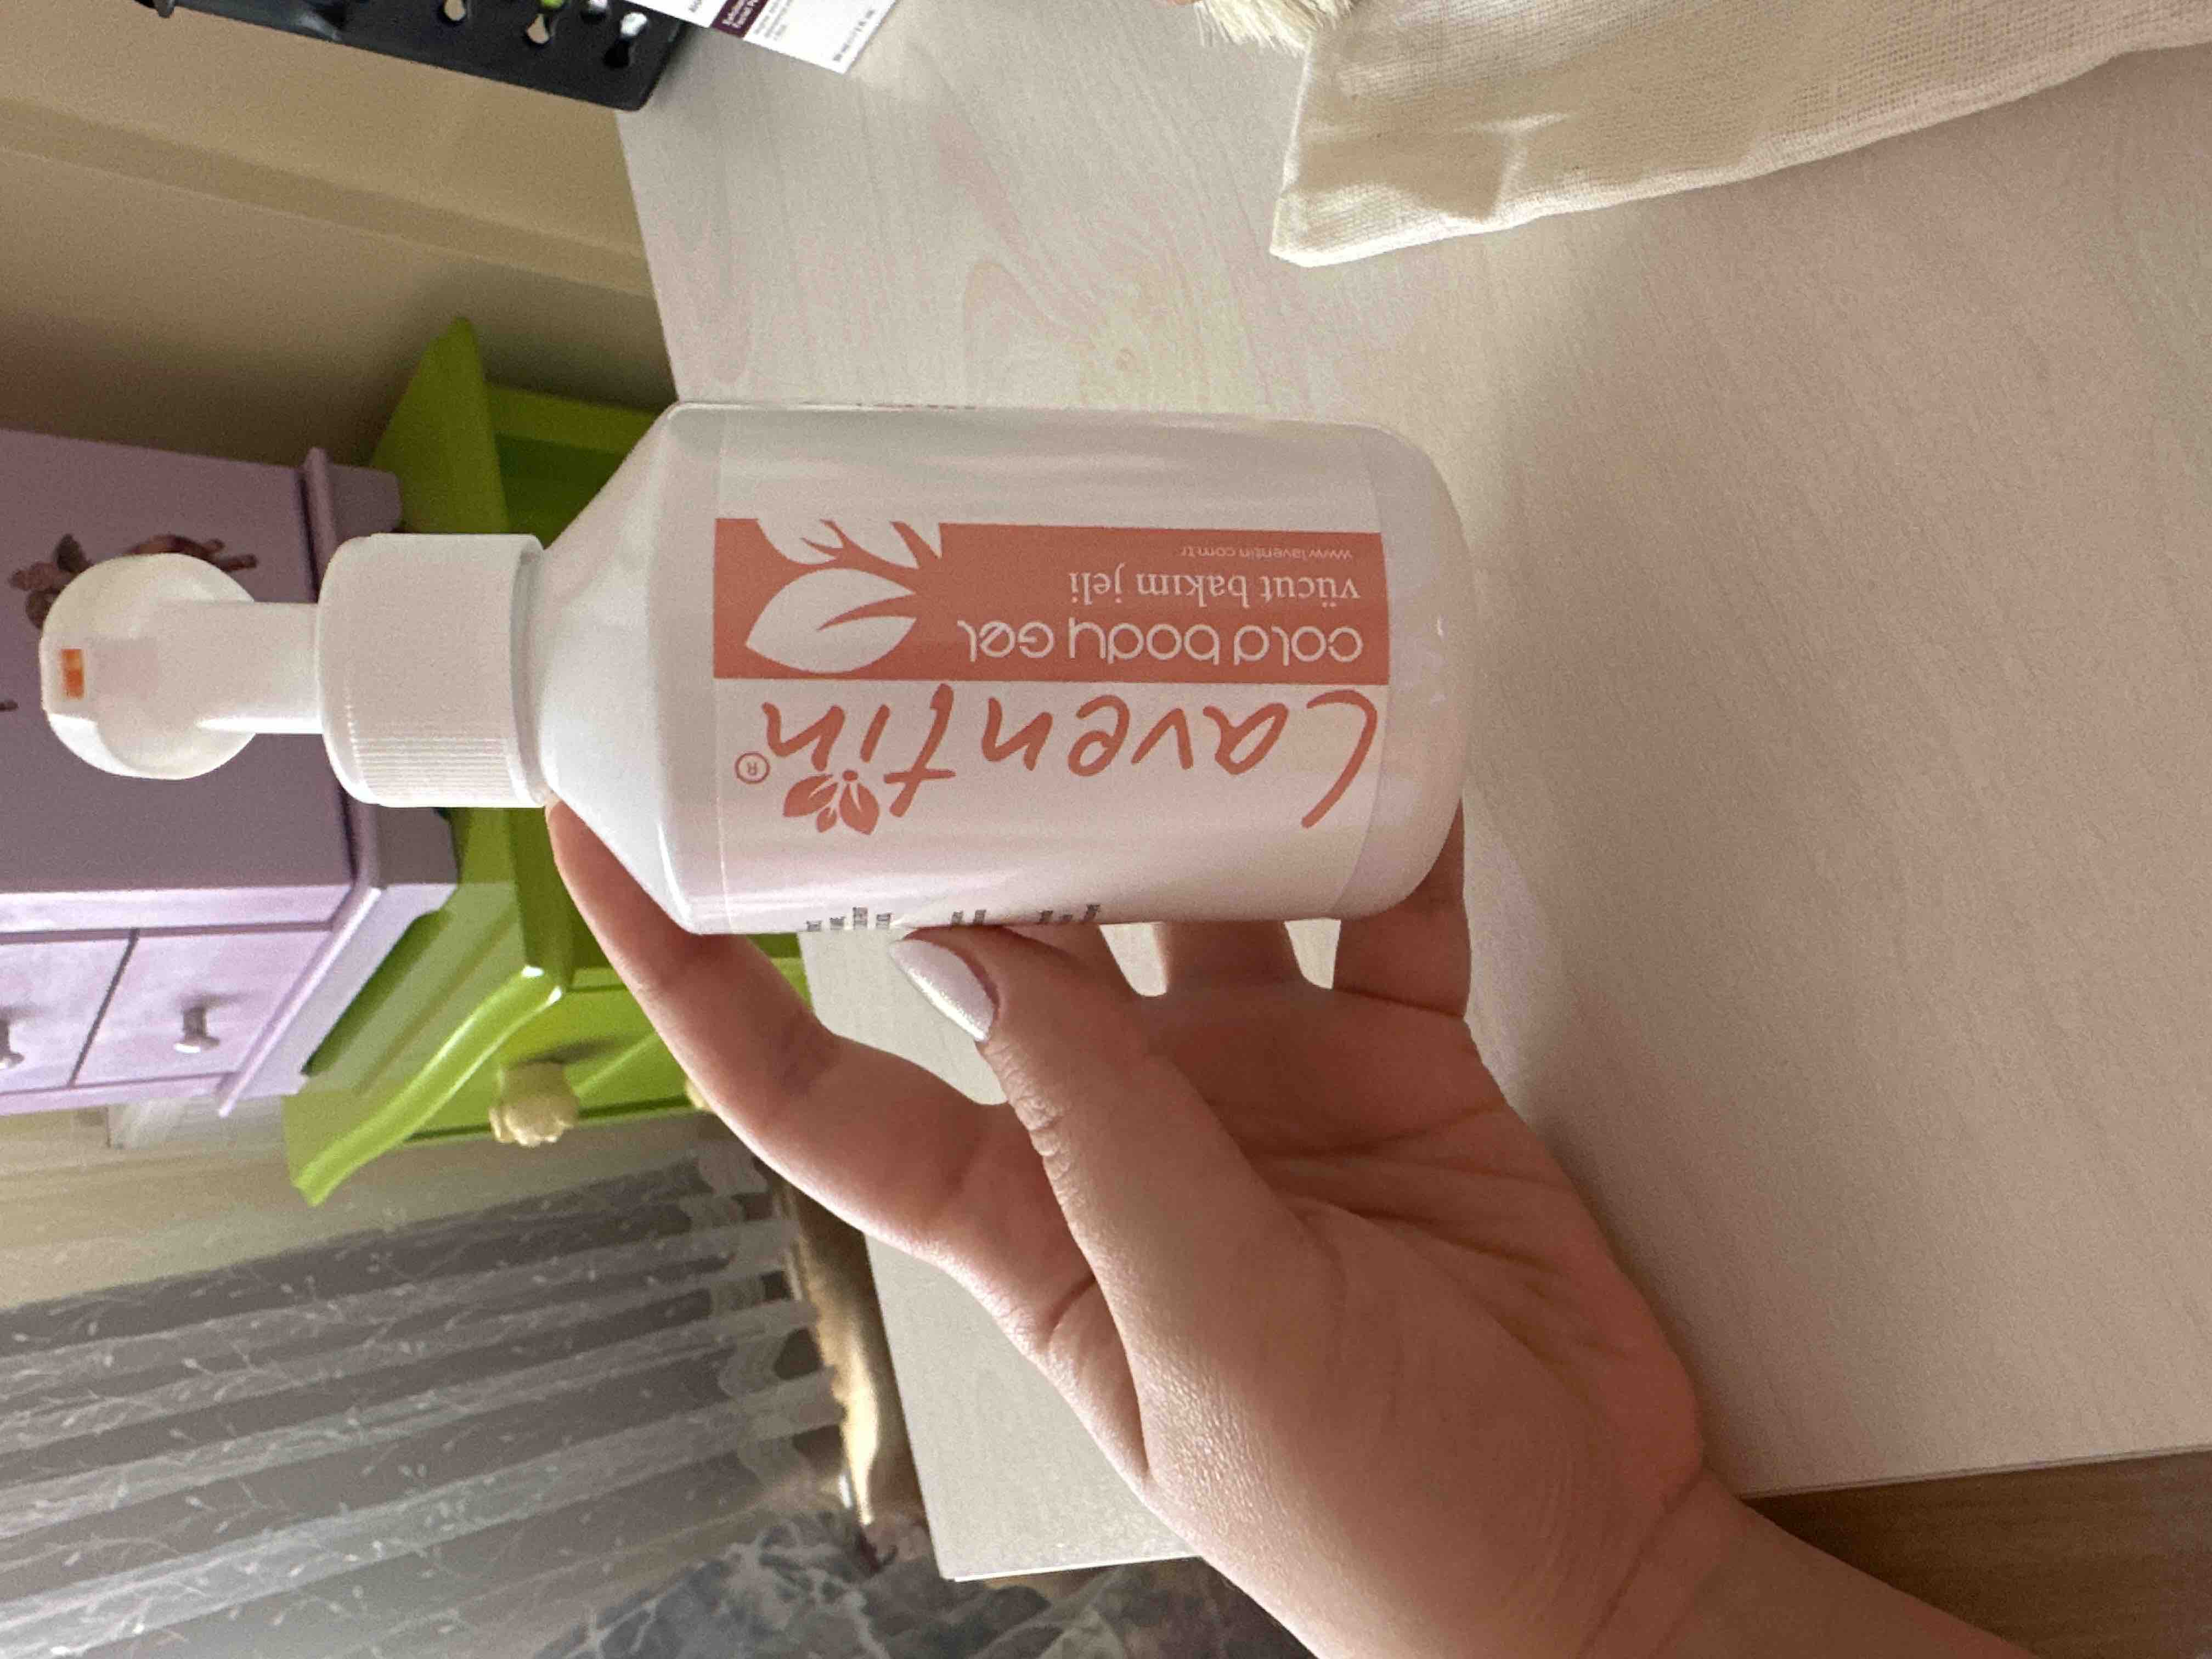 Laventin®
cold body gel
vücut bakım jeli
www.laventin.com.tr